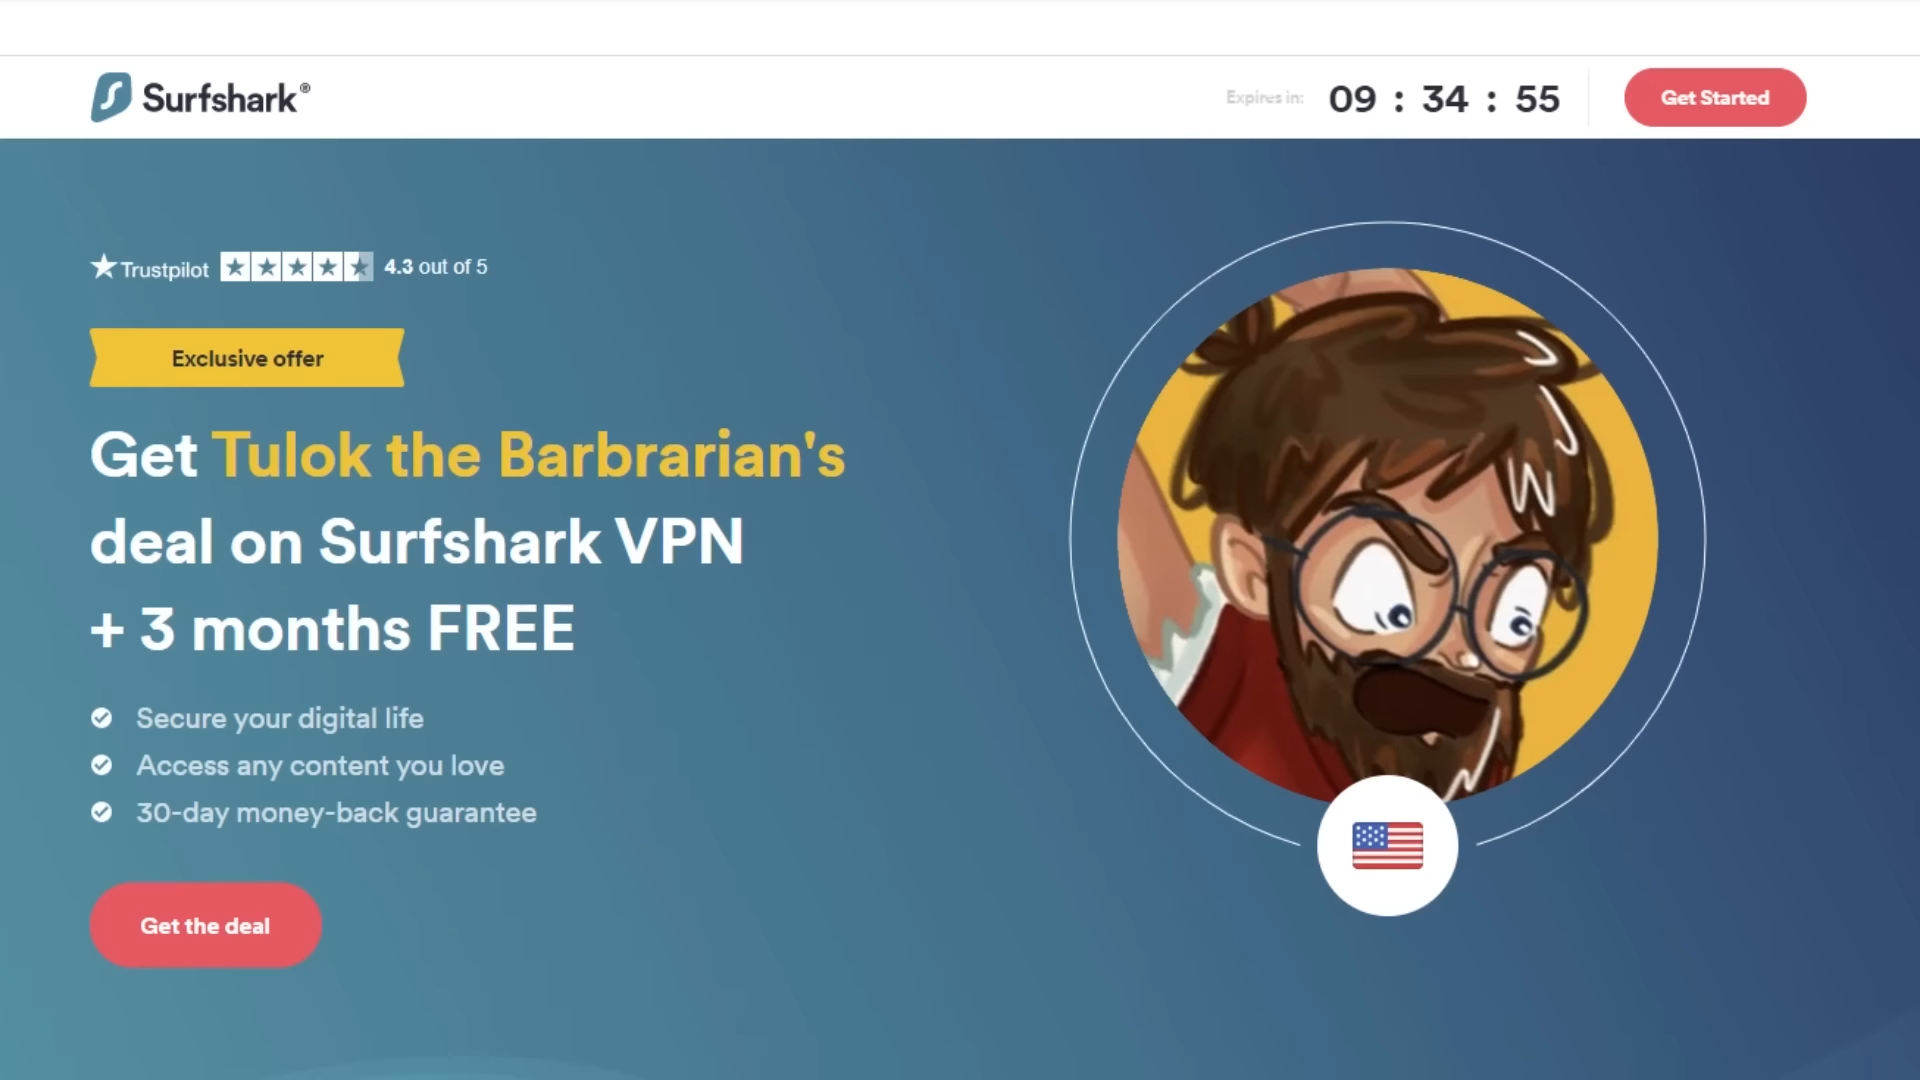 Surfshark®
Expires in: 09 : 34 : 55
Get Started
Trustpilot 4.3 out of 5
Exclusive offer
Get Tulok the Barbrarian's
deal on Surfshark VPN
+ 3 months FREE
Secure your digital life
Access any content you love
30-day money-back guarantee
Get the deal